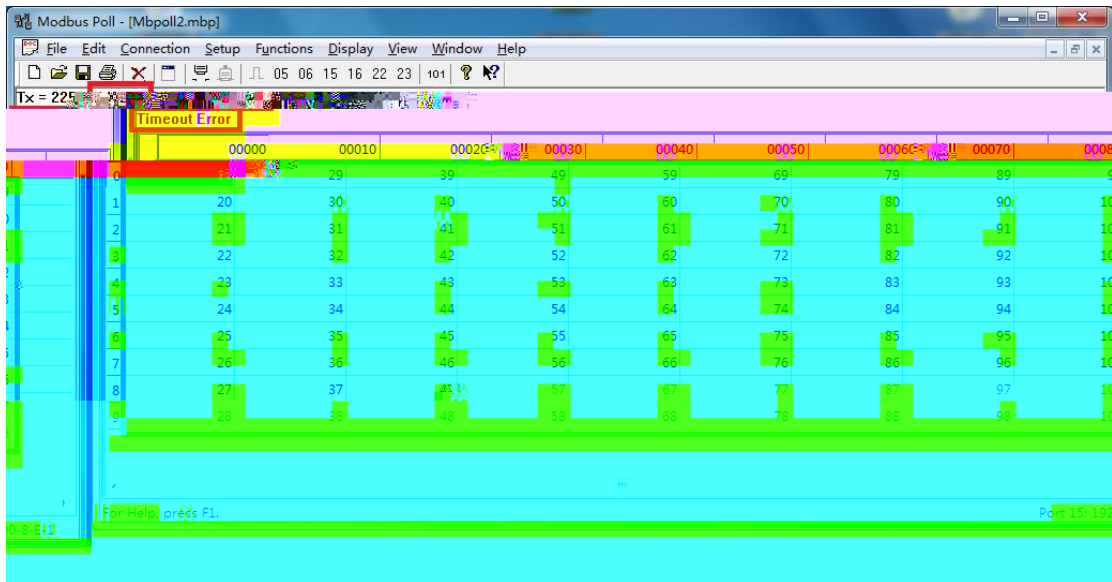 Modbus Poll - [Mbpoll2.mbp]
File Edit Connection Setup Functions Display View Window Help
05 06 15 16 22 23 101
Tx = 225
Timeout Error
00000 00010 00020 00030 00040 00050 00060 00070
0 29 39 49 59 69 79 89
1 20 30 40 50 60 70 80 90
2 21 31 41 51 61 71 81 91
3 22 32 42 52 62 72 82 92
4 23 33 43 53 63 73 83 93
5 24 34 44 54 64 74 84 94
6 25 35 45 55 65 75 85 95
7 26 36 46 56 66 76 86 96
8 27 37 57 67 77 87 97
9 28 38 48 58 68 78 88 98
For Help, press F1. Port 15: 192